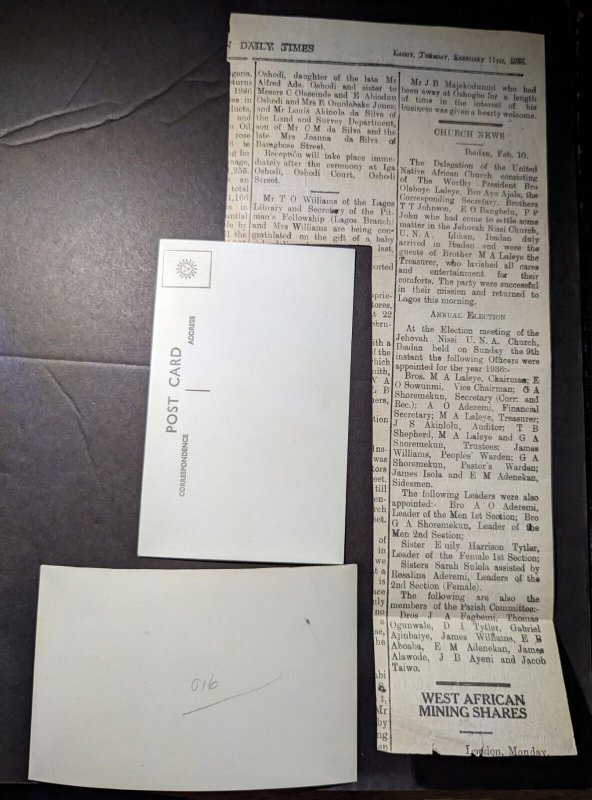 N DAILY TIMES
LAGOS, TUESDAY, FEBRUARY 11TH, 1936.
Oshodi, daughter of the late Mr
Alfred Ade. Oshodi and sister to
Messrs C Olaseinde and E Abiodun
Oshodi and Mrs E Omolabake Jones;
and Mr Louis Akinola da Silva of
the Land and Survey Department,
son of Mr C M da Silva and the
late Mrs Joanna da Silva of
Bamgbose Street.
Reception will take place imme-
diately after the ceremony at Iga
Oshodi, Oshodi Court, Oshodi
Street.
Mr T O Williams of the Lagos
Library and Secretary of the Pit-
man's Fellowship (Lagos Branch)
and Mrs Williams are being con-
gratulated on the gift of a baby
last
Mr J B Majekodunmi who had
been away at Oshogbo for a length
of time in the interest of his
business was given a hearty welcome.
CHURCH NEWS
Ibadan, Feb. 10.
The Delegation of the United
Native African Church consisting
of The Worthy President Bro
Olaboye Laleye, Bro Ayo Ajala, the
Corresponding Secretary, Brothers
T T Johnson, E O Bangbeln, P P
John who had come to settle some
matter in the Jehovah Nissi Church,
U. N. A. Idikan, Ibadan duly
arrived in Ibadan and were the
guests of Brother M A Laleye the
Treasurer, who lavished all cares
and entertainment for their
comforts. The party were successful
in their mission and returned to
Lagos this morning.
ANNUAL ELECTION
At the Election meeting of the
Jehovah Nissi U. N. A. Church,
Ibadan held on Sunday the 9th
instant the following Officers were
appointed for the year 1936:-
Bros. M A Laleye, Chairman; E
O Sowunmi, Vice Chairman; G A
Shoremekun, Secretary (Corr: and
Rec.); A O Aderemi, Financial
Secretary; M A Laleye, Treasurer;
J S Akinlolu, Auditor; T B
Shepherd, M A Laleye and G A
Shoremekun, Trustees; James
Williams, Peoples' Warden; G A
Shoremekun, Pastor's Warden;
James Isola and E M Adenekan,
Sidesmen.
The following Leaders were also
appointed:- Bro A O Aderemi,
Leader of the Men 1st Section; Bro
G A Shoremekun, Leader of the
Men 2nd Section;
Sister Emily Harrison Tytler,
Leader of the Female 1st Section;
Sisters Sarah Sulola assisted by
Rosalina Aderemi, Leaders of the
2nd Section (Female).
The following are also the
members of the Parish Committee:-
Bros J A Fagbemi, Thomas
Ogunwale, D I Tytler, Gabriel
Ajinbaiye, James Williams, E B
Aboaba, E M Adenekan, James
Alawode, J B Ayeni and Jacob
Taiwo.
WEST AFRICAN
MINING SHARES
London, Monday.
POST CARD
CORRESPONDENCE
ADDRESS
016